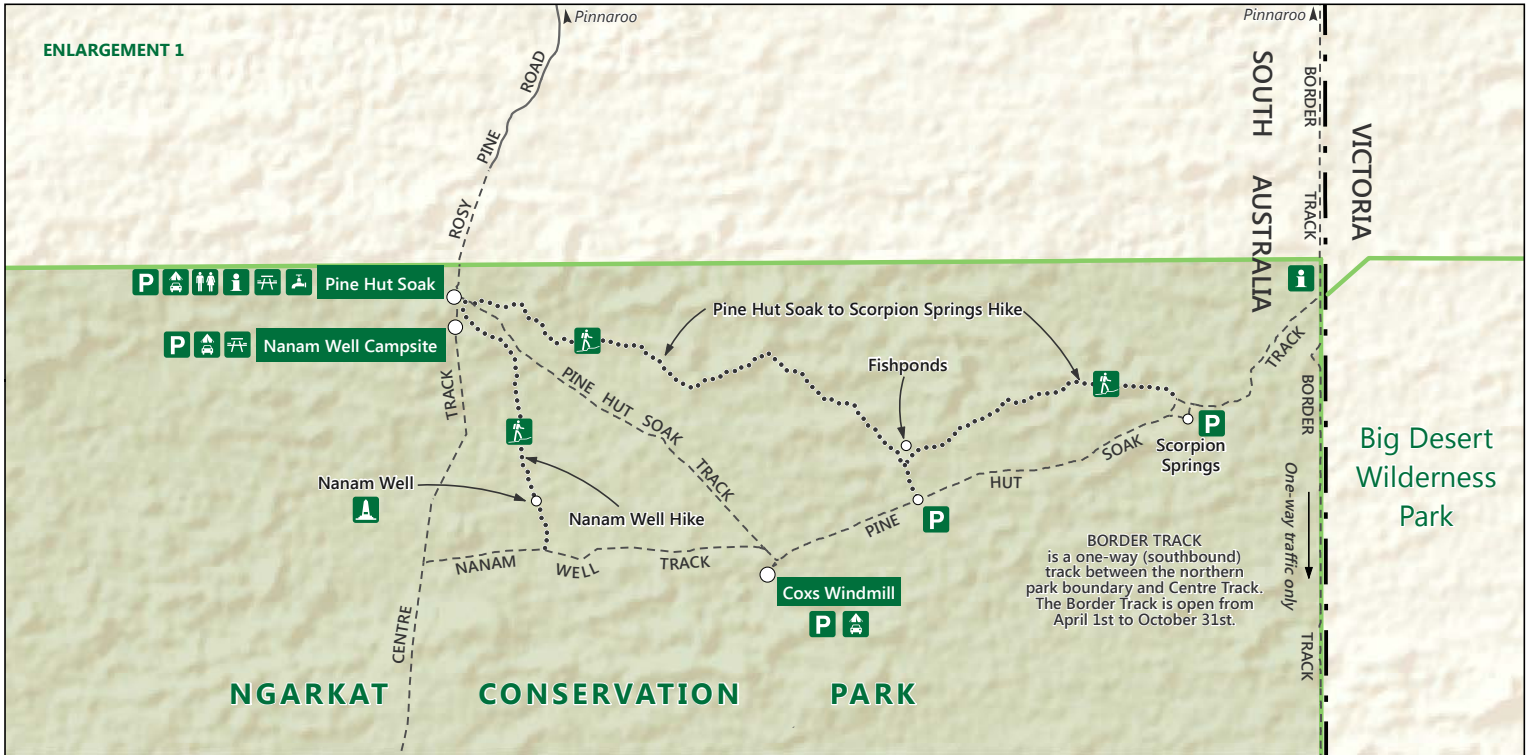 ENLARGEMENT 1
Pinnaroo
Pinnaroo
ROSY PINE ROAD
SOUTH AUSTRALIA
BORDER TRACK
VICTORIA
P
i
Pine Hut Soak
i
P
Nanam Well Campsite
Pine Hut Soak to Scorpion Springs Hike
Fishponds
TRACK
PINE HUT SOAK TRACK
TRACK
BORDER
P
Scorpion
Springs
SOAK
HUT
PINE
P
Big Desert
Wilderness
Park
Nanam Well
Nanam Well Hike
One-way traffic only
BORDER TRACK
is a one-way (southbound)
track between the northern
park boundary and Centre Track.
The Border Track is open from
April 1st to October 31st.
NANAM WELL TRACK
Coxs Windmill
P
CENTRE
TRACK
NGARKAT CONSERVATION PARK